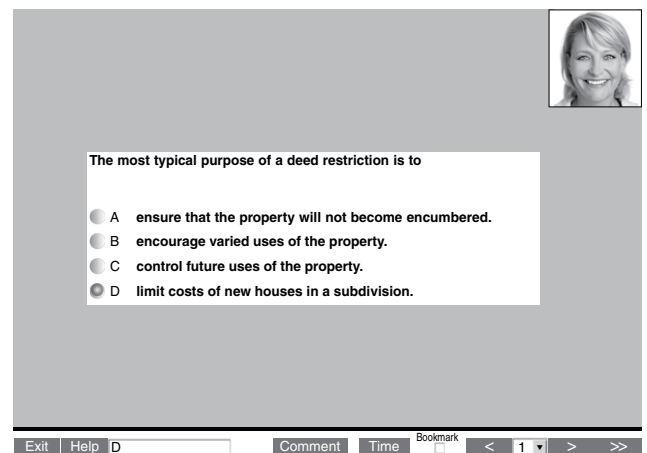 The most typical purpose of a deed restriction is to
A ensure that the property will not become encumbered.
B encourage varied uses of the property.
C control future uses of the property.
D limit costs of new houses in a subdivision.
Exit Help D Comment Time Bookmark < 1 ▼ > >>